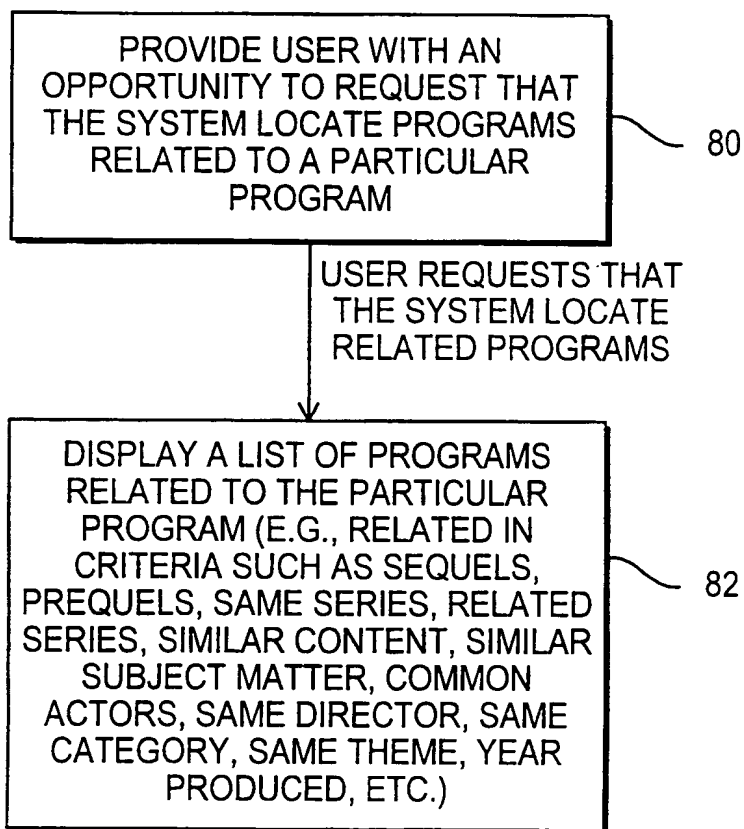 PROVIDE USER WITH AN
OPPORTUNITY TO REQUEST THAT
THE SYSTEM LOCATE PROGRAMS
RELATED TO A PARTICULAR
PROGRAM
80
USER REQUESTS THAT
THE SYSTEM LOCATE
RELATED PROGRAMS
DISPLAY A LIST OF PROGRAMS
RELATED TO THE PARTICULAR
PROGRAM (E.G., RELATED IN
CRITERIA SUCH AS SEQUELS,
PREQUELS, SAME SERIES, RELATED
SERIES, SIMILAR CONTENT, SIMILAR
SUBJECT MATTER, COMMON
ACTORS, SAME DIRECTOR, SAME
CATEGORY, SAME THEME, YEAR
PRODUCED, ETC.)
82